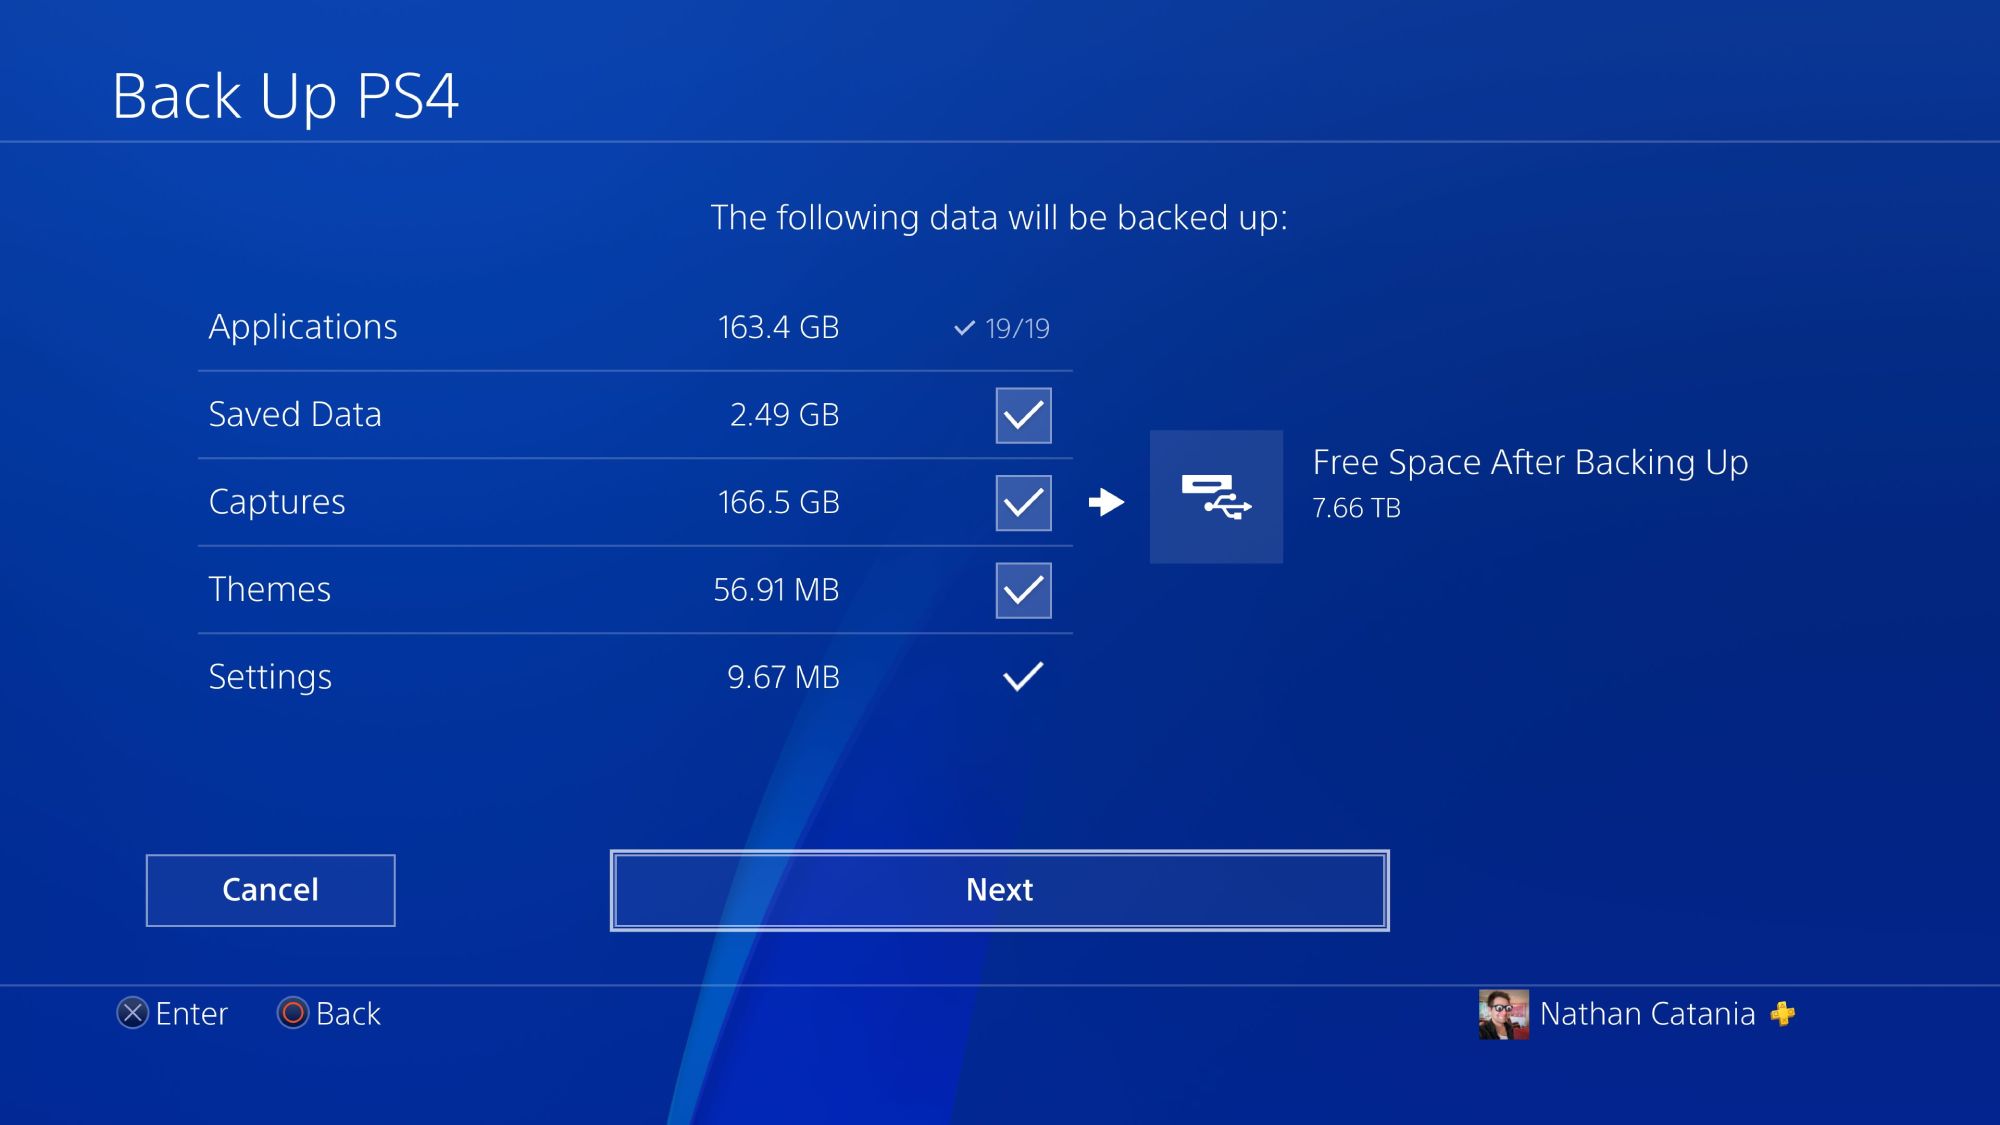 Back Up PS4
The following data will be backed up:
Applications 163.4 GB 19/19
Saved Data 2.49 GB
Captures 166.5 GB
Themes 56.91 MB
Settings 9.67 MB
Free Space After Backing Up
7.66 TB
Cancel
Next
Enter Back
Nathan Catania